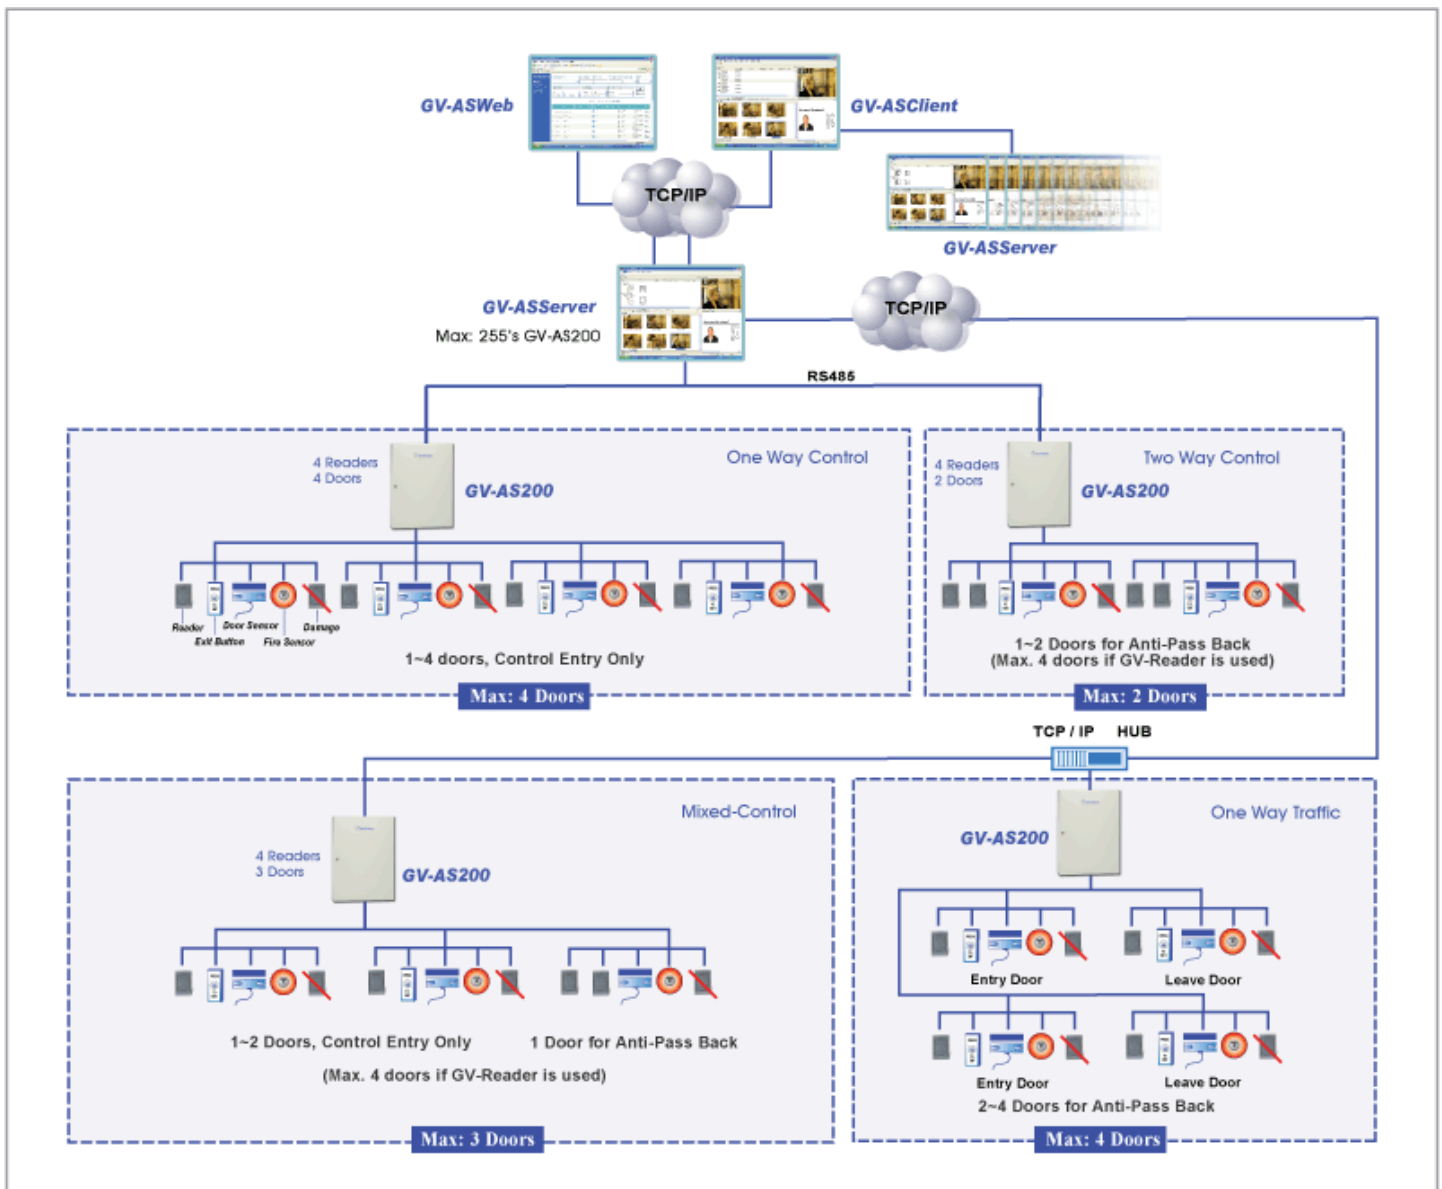 GV-ASWeb
GV-ASClient
TCP/IP
GV-ASServer
GV-ASServer
Max: 255's GV-AS200
TCP/IP
RS485
4 Readers
4 Doors
GV-AS200
One Way Control
Reader
Exit Button
Door Sensor
Fire Sensor
Damage
1~4 doors, Control Entry Only
Max: 4 Doors
4 Readers
2 Doors
Two Way Control
GV-AS200
1~2 Doors for Anti-Pass Back
(Max. 4 doors if GV-Reader is used)
Max: 2 Doors
TCP / IP HUB
Mixed-Control
4 Readers
3 Doors
GV-AS200
1~2 Doors, Control Entry Only
1 Door for Anti-Pass Back
(Max. 4 doors if GV-Reader is used)
Max: 3 Doors
One Way Traffic
GV-AS200
Entry Door
Leave Door
Entry Door
Leave Door
2~4 Doors for Anti-Pass Back
Max: 4 Doors